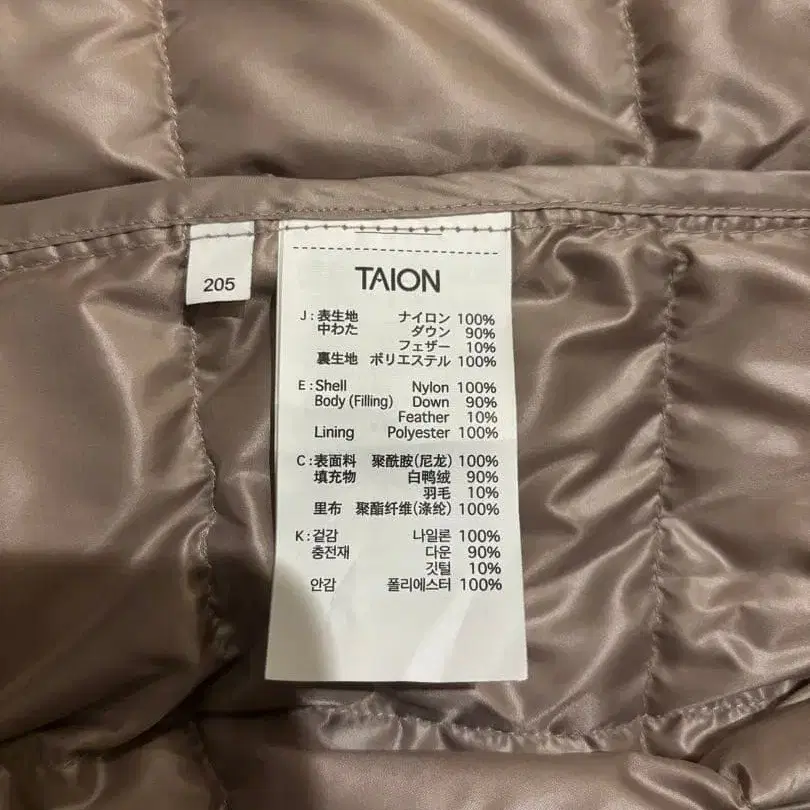 205
TAION
J:表生地 ナイロン 100%
中わた ダウン 90%
フェザー 10%
裏生地 ポリエステル 100%
E:Shell Nylon 100%
Body (Filling) Down 90%
Feather 10%
Lining Polyester 100%
C:表面料 聚酰胺(尼龙) 100%
填充物 白鸭绒 90%
羽毛 10%
里布 聚酯纤维(涤纶) 100%
K:겉감 나일론 100%
충전재 다운 90%
깃털 10%
안감 폴리에스터 100%